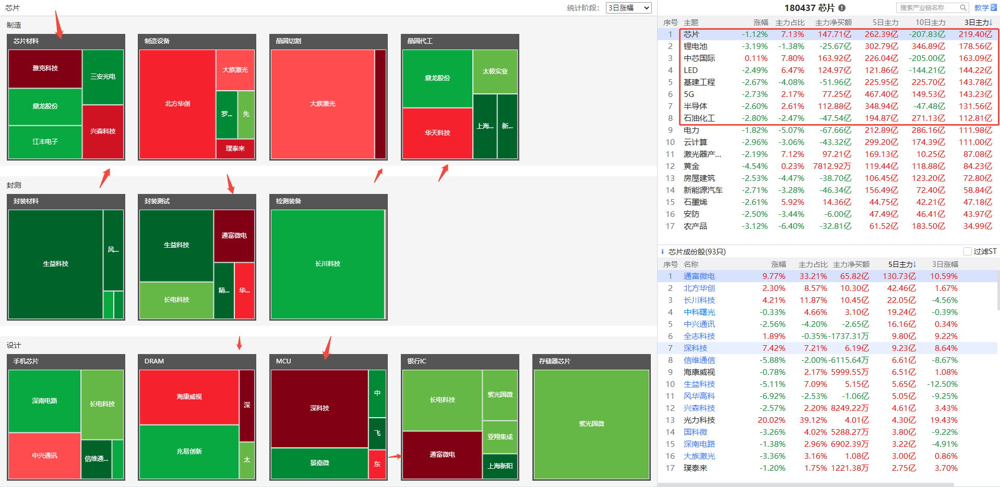 芯片
统计阶段: 3日涨幅
制造
芯片材料
雅克科技
三安光电
鼎龙股份
兴森科技
江丰电子
制造设备
北方华创
大族激光
罗...
先
璞泰来
晶圆切割
大族激光
晶圆代工
鼎龙股份
太极实业
华天科技
上海...
新...
封测
封装材料
生益科技
风...
封装测试
生益科技
通富微电
长电科技
精...
华...
检测装备
长川科技
设计
手机芯片
深南电路
长电科技
中兴通讯
信维通...
DRAM
海康威视
深
兆易创新
太
MCU
深科技
中
飞
景嘉微
东
银行IC
长电科技
紫光国微
亚翔集成
通富微电
上海新阳
存储器芯片
紫光国微
180437 芯片
搜索产业链名称
教学
序号 主题 涨幅 主力占比 主力净买额 5日主力 10日主力 3日主力↓
1 芯片 -1.12% 7.13% 147.71亿 262.39亿 -207.83亿 219.40亿
2 锂电池 -3.19% -1.38% -25.67亿 302.79亿 346.89亿 178.56亿
3 中芯国际 0.11% 7.80% 163.92亿 226.04亿 -205.00亿 163.09亿
4 LED -2.49% 6.47% 124.97亿 121.86亿 -144.21亿 144.22亿
5 基建工程 -2.67% -4.08% -51.96亿 225.95亿 225.70亿 143.78亿
6 5G -2.73% 2.17% 77.25亿 467.40亿 149.53亿 143.23亿
7 半导体 -2.60% 2.61% 112.88亿 348.94亿 -47.48亿 131.56亿
8 石油化工 -2.80% -2.47% -47.54亿 194.87亿 271.13亿 112.81亿
9 电力 -1.82% -5.07% -67.66亿 212.89亿 286.16亿 111.98亿
10 云计算 -2.96% -3.06% -43.32亿 299.20亿 174.39亿 111.00亿
11 激光器产... -2.19% 7.12% 97.21亿 169.13亿 10.25亿 87.08亿
12 黄金 -4.54% 0.23% 7812.92万 119.44亿 118.88亿 84.23亿
13 房屋建筑 -2.53% -4.47% -38.70亿 106.45亿 123.20亿 72.80亿
14 新能源汽车 -2.71% -3.28% -46.34亿 156.49亿 72.40亿 58.84亿
15 石墨烯 -2.61% 5.92% 14.36亿 44.75亿 42.21亿 47.18亿
16 安防 -2.50% -3.44% -6.00亿 47.49亿 46.41亿 43.97亿
17 农产品 -3.12% -6.40% -32.81亿 61.52亿 183.50亿 34.99亿
芯片成份股(93只) 过滤ST
序号 名称 涨幅 主力占比 主力净买额 5日主力↓ 3日涨幅
1 通富微电 9.77% 33.21% 65.82亿 130.73亿 10.59%
2 北方华创 2.30% 8.57% 10.30亿 42.46亿 1.67%
3 长川科技 4.21% 11.87% 10.45亿 22.05亿 -4.56%
4 中科曙光 -0.33% 4.66% 3.10亿 19.24亿 -0.39%
5 中兴通讯 -2.56% -4.20% -2.65亿 16.16亿 0.34%
6 全志科技 1.89% -0.35% -1737.31万 9.80亿 9.22%
7 深科技 7.42% 7.21% 6.19亿 9.23亿 8.64%
8 信维通信 -5.88% -2.00% -6115.64万 6.61亿 -8.67%
9 海康威视 -0.78% 2.17% 5999.55万 6.51亿 1.08%
10 生益科技 -5.11% 7.09% 5.15亿 5.65亿 -12.50%
11 风华高科 -6.92% -2.53% -1.06亿 5.05亿 -9.25%
12 兴森科技 -2.57% 2.20% 8249.22万 4.61亿 3.43%
13 光力科技 20.02% 39.12% 4.01亿 4.30亿 19.43%
14 国科微 -3.26% 4.02% 5288.27万 3.80亿 -9.22%
15 深南电路 -1.38% 2.96% 6902.39万 3.22亿 -4.91%
16 大族激光 -3.36% 3.16% 1.08亿 3.00亿 0.86%
17 璞泰来 -1.20% 1.75% 1221.38万 2.75亿 3.70%